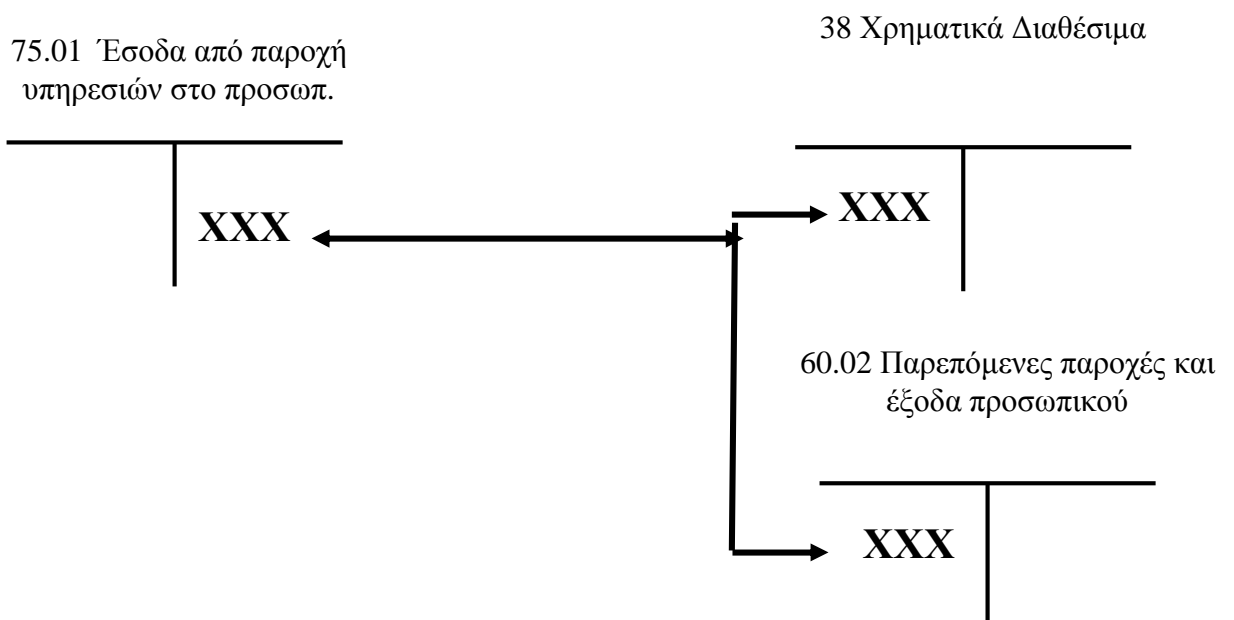 38 Χρηματικά Διαθέσιμα
75.01 Έσοδα από παροχή
υπηρεσιών στο προσωπ.
XXX
XXX
60.02 Παρεπόμενες παροχές και
έξοδα προσωπικού
XXX